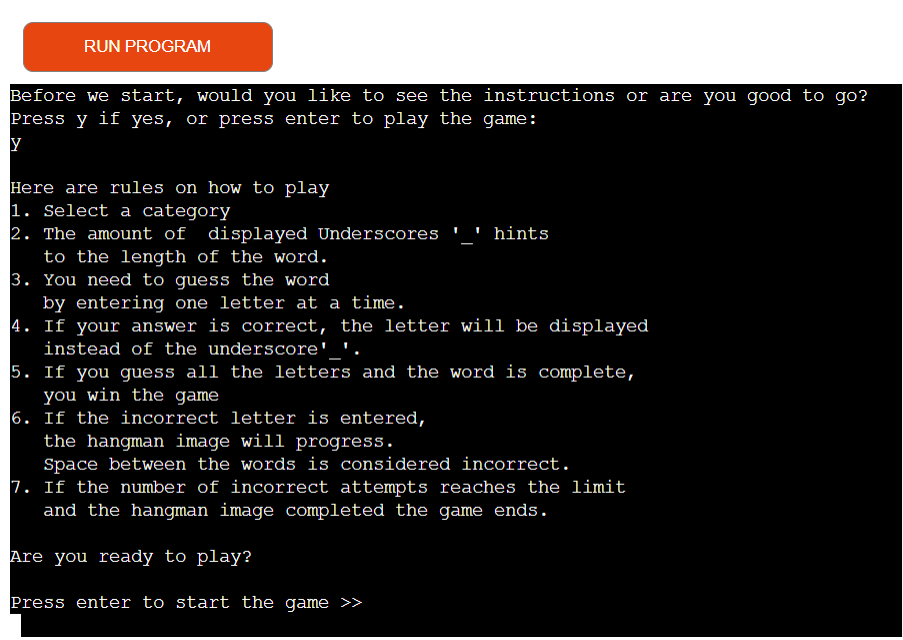 RUN PROGRAM
Before we start, would you like to see the instructions or are you good to go?
Press y if yes, or press enter to play the game:
y
Here are rules on how to play
1. Select a category
2. The amount of  displayed Underscores '_' hints
   to the length of the word.
3. You need to guess the word
   by entering one letter at a time.
4. If your answer is correct, the letter will be displayed
   instead of the underscore'_'.
5. If you guess all the letters and the word is complete,
   you win the game
6. If the incorrect letter is entered,
   the hangman image will progress.
   Space between the words is considered incorrect.
7. If the number of incorrect attempts reaches the limit
   and the hangman image completed the game ends.
Are you ready to play?
Press enter to start the game >>